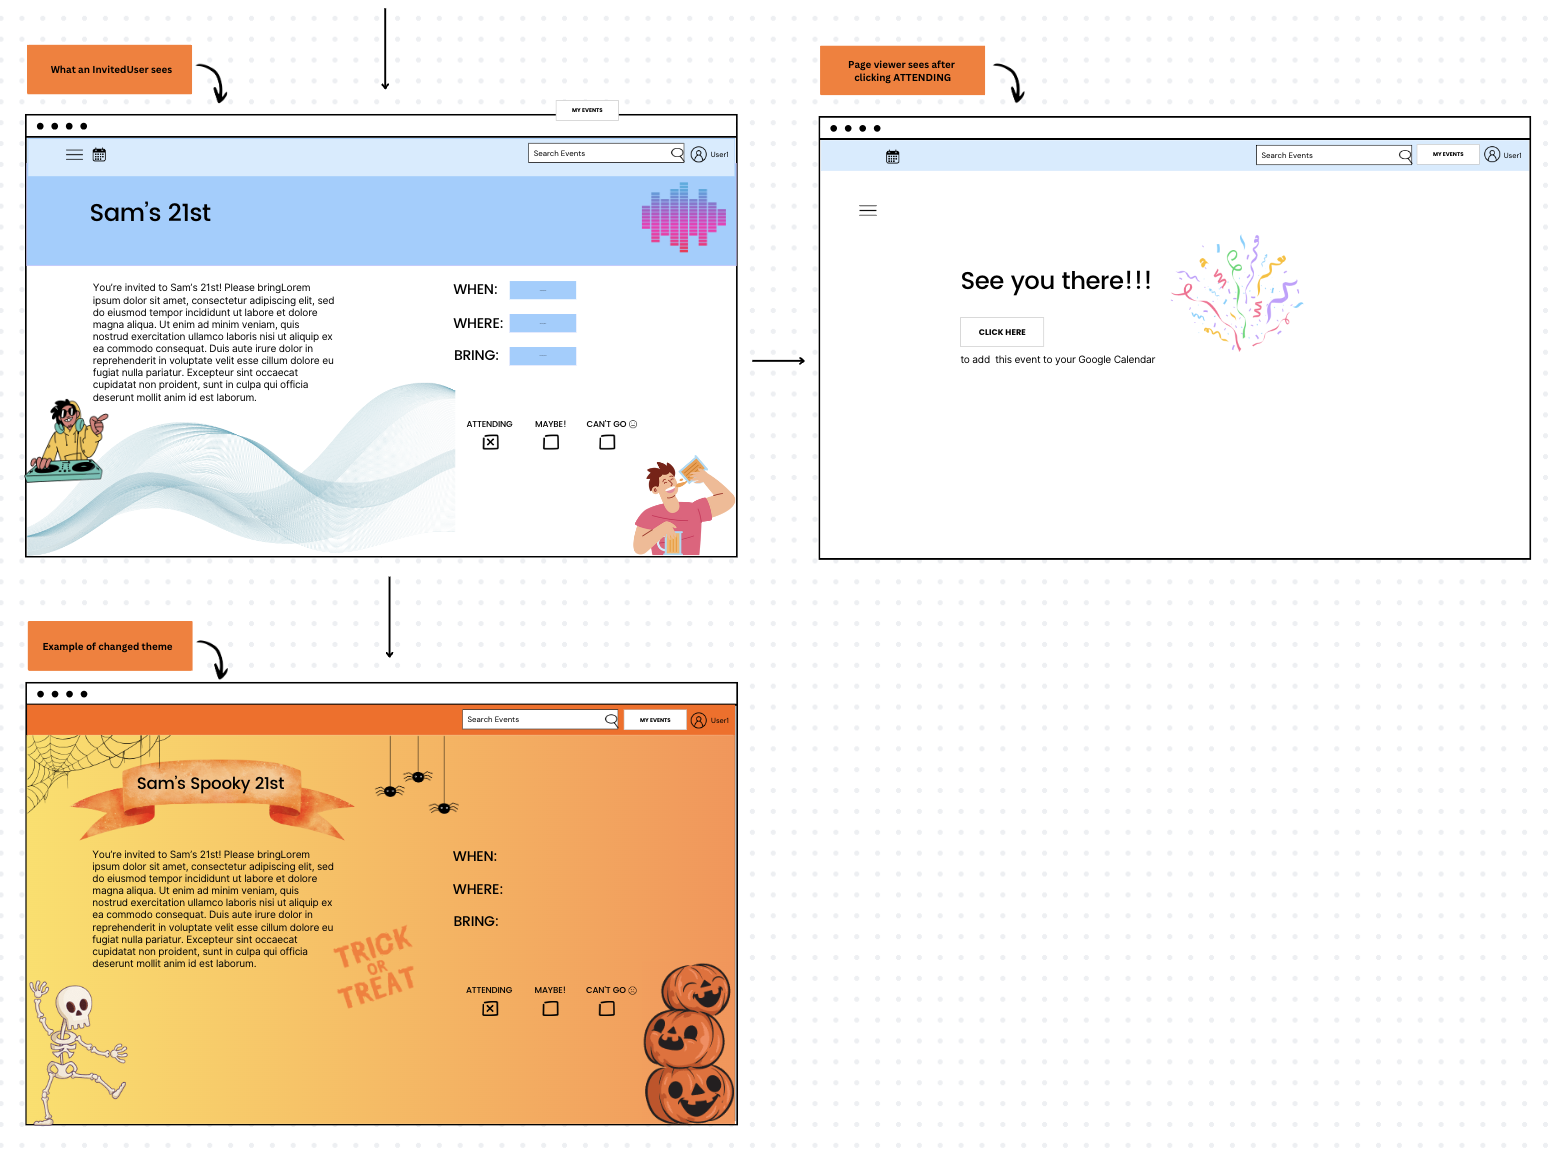 What an InvitedUser sees
MY EVENTS
Search Events
User1
Sam's 21st
You're invited to Sam's 21st! Please bringLorem
ipsum dolor sit amet, consectetur adipiscing elit, sed
do eiusmod tempor incididunt ut labore et dolore
magna aliqua. Ut enim ad minim veniam, quis
nostrud exercitation ullamco laboris nisi ut aliquip ex
ea commodo consequat. Duis aute irure dolor in
reprehenderit in voluptate velit esse cillum dolore eu
fugiat nulla pariatur. Excepteur sint occaecat
cupidatat non proident, sunt in culpa qui officia
deserunt mollit anim id est laborum.
WHEN:
WHERE:
BRING:
ATTENDING
MAYBE!
CAN'T GO ☹
Page viewer sees after
clicking ATTENDING
Search Events
MY EVENTS
User1
See you there!!!
CLICK HERE
to add  this event to your Google Calendar
Example of changed theme
Search Events
MY EVENTS
User1
Sam's Spooky 21st
You're invited to Sam's 21st! Please bringLorem
ipsum dolor sit amet, consectetur adipiscing elit, sed
do eiusmod tempor incididunt ut labore et dolore
magna aliqua. Ut enim ad minim veniam, quis
nostrud exercitation ullamco laboris nisi ut aliquip ex
ea commodo consequat. Duis aute irure dolor in
reprehenderit in voluptate velit esse cillum dolore eu
fugiat nulla pariatur. Excepteur sint occaecat
cupidatat non proident, sunt in culpa qui officia
deserunt mollit anim id est laborum.
TRICK
OR
TREAT
WHEN:
WHERE:
BRING:
ATTENDING
MAYBE!
CAN'T GO ☹